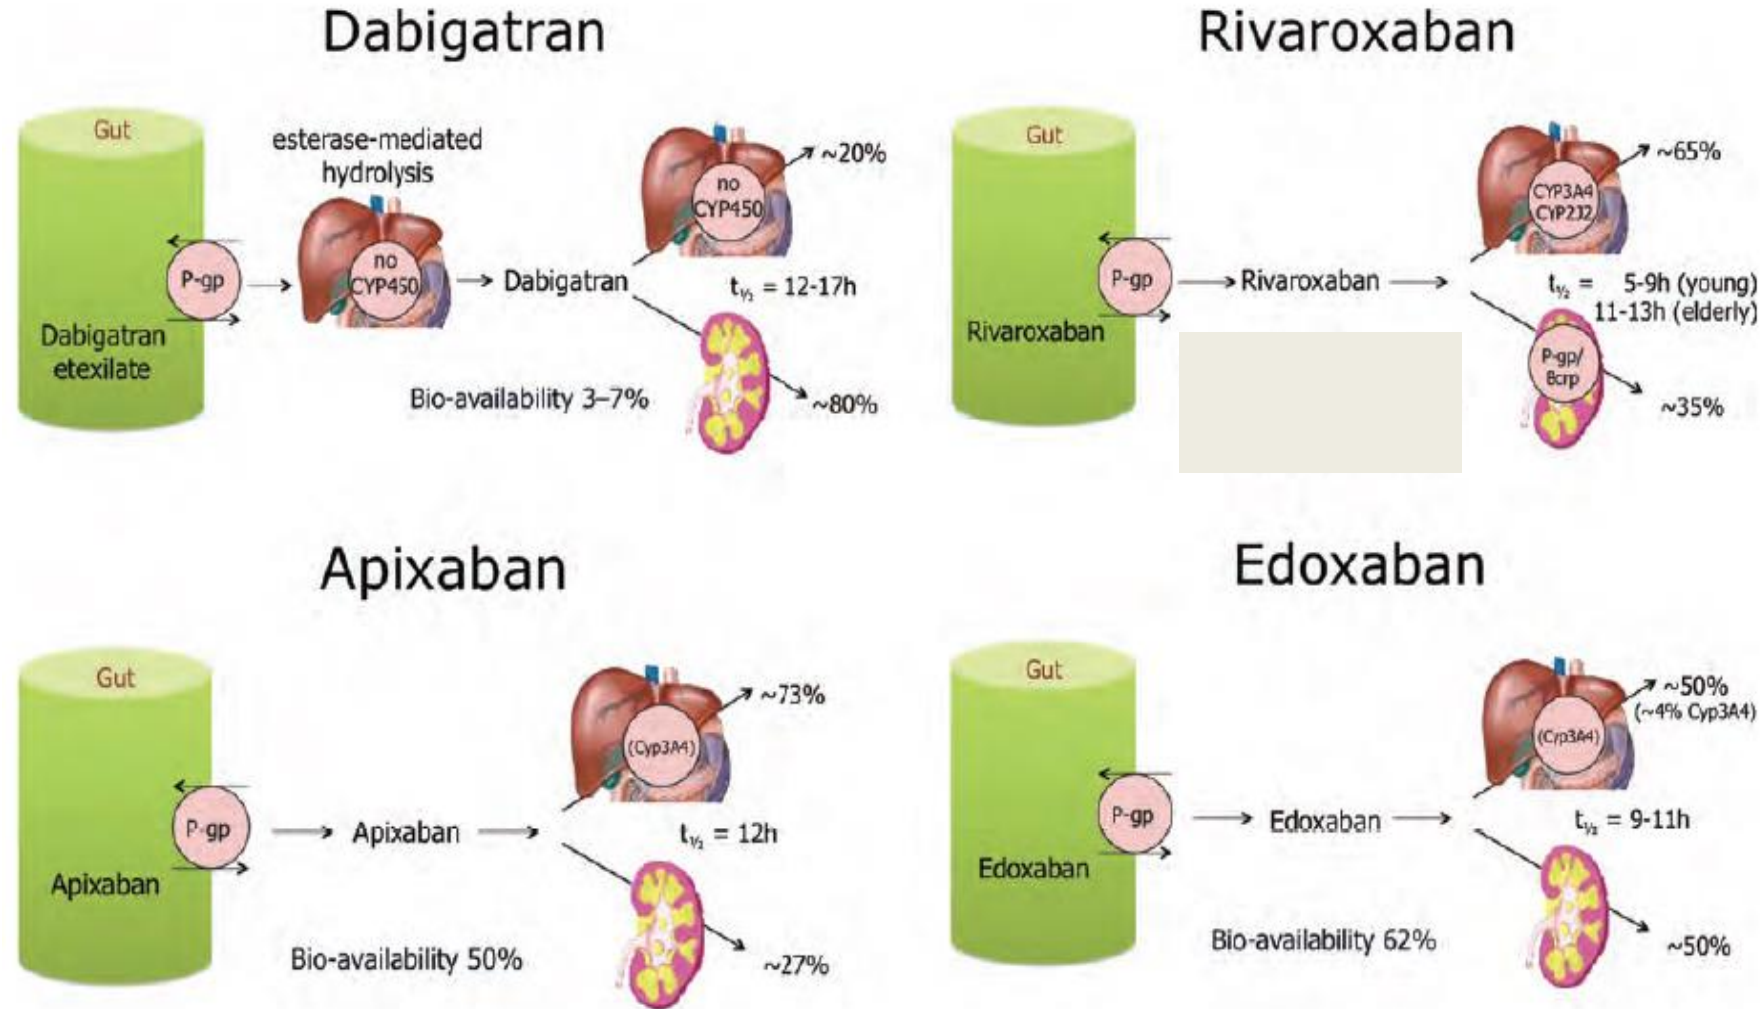 Dabigatran
Gut
esterase-mediated
hydrolysis
no
CYP450
~20%
P-gp
no
CYP450
Dabigatran
t½ = 12-17h
Dabigatran
etexilate
Bio-availability 3–7%
~80%
Rivaroxaban
Gut
CYP3A4
CYP2J2
~65%
P-gp
Rivaroxaban
t½ = 5-9h (young)
11-13h (elderly)
Rivaroxaban
P-gp/
Bcrp
~35%
Apixaban
Gut
~73%
(Cyp3A4)
P-gp
Apixaban
t½ = 12h
Apixaban
Bio-availability 50%
~27%
Edoxaban
Gut
~50%
(~4% Cyp3A4)
(Cyp3A4)
P-gp
Edoxaban
t½ = 9-11h
Edoxaban
Bio-availability 62%
~50%